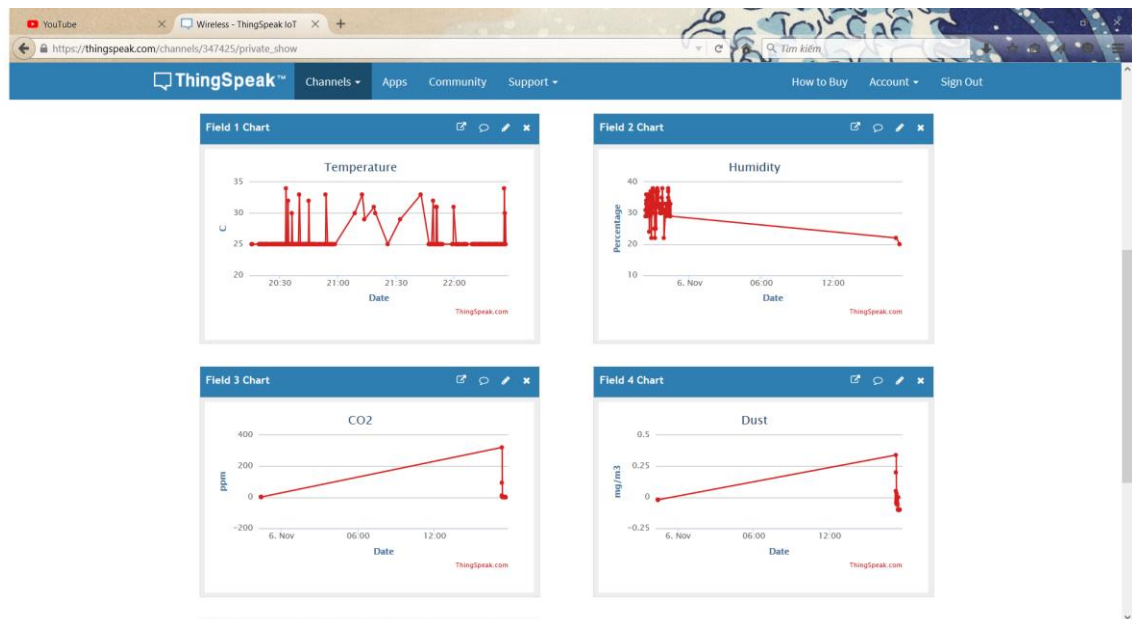 YouTube
Wireless - ThingSpeak IoT
https://thingspeak.com/channels/347425/private_show
Tìm kiếm
ThingSpeak™
Channels
Apps
Community
Support
How to Buy
Account
Sign Out
Field 1 Chart
Temperature
35
30
25
20
C
20:30 21:00 21:30 22:00
Date
ThingSpeak.com
Field 2 Chart
Humidity
40
30
20
10
Percentage
6. Nov 06:00 12:00
Date
ThingSpeak.com
Field 3 Chart
CO2
400
200
0
-200
ppm
6. Nov 06:00 12:00
Date
ThingSpeak.com
Field 4 Chart
Dust
0.5
0.25
0
-0.25
mg/m3
6. Nov 06:00 12:00
Date
ThingSpeak.com